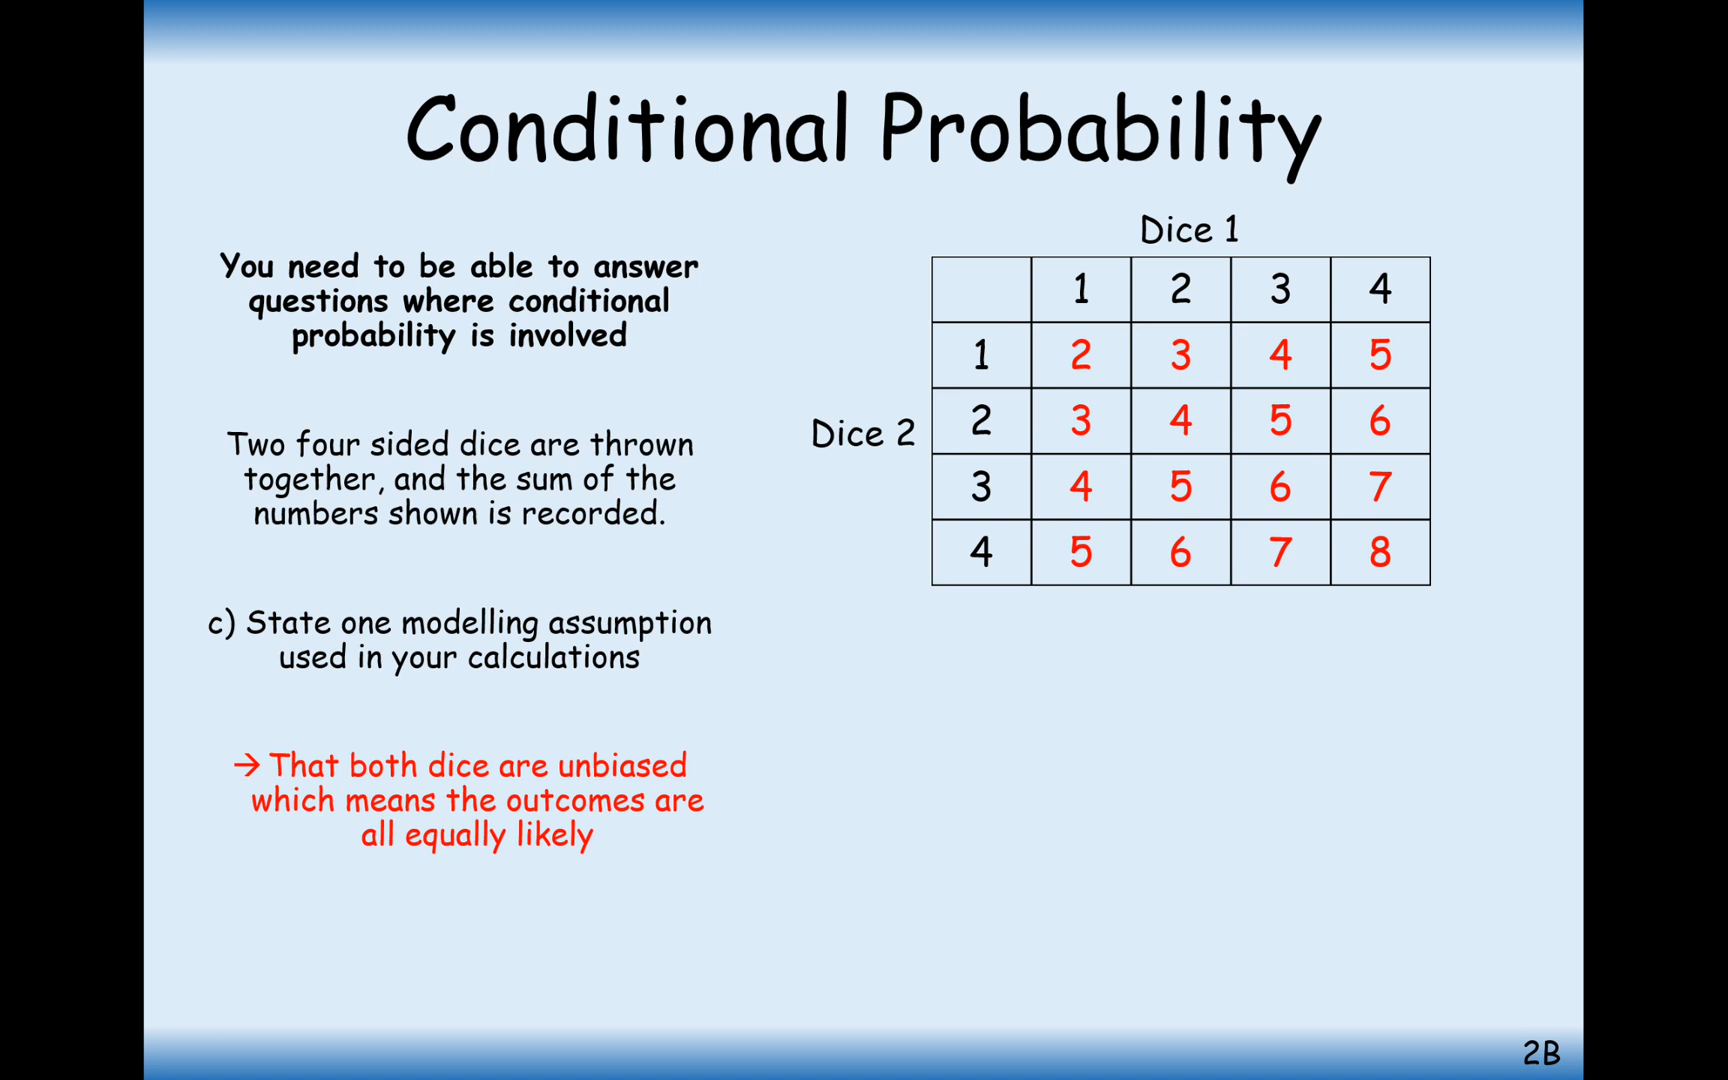 Conditional Probability
You need to be able to answer
questions where conditional
probability is involved
Two four sided dice are thrown
together, and the sum of the
numbers shown is recorded.
c) State one modelling assumption
used in your calculations
→ That both dice are unbiased
which means the outcomes are
all equally likely
Dice 1
1 2 3 4
1 2 3 4 5
Dice 2
2 3 4 5 6
3 4 5 6 7
4 5 6 7 8
2B